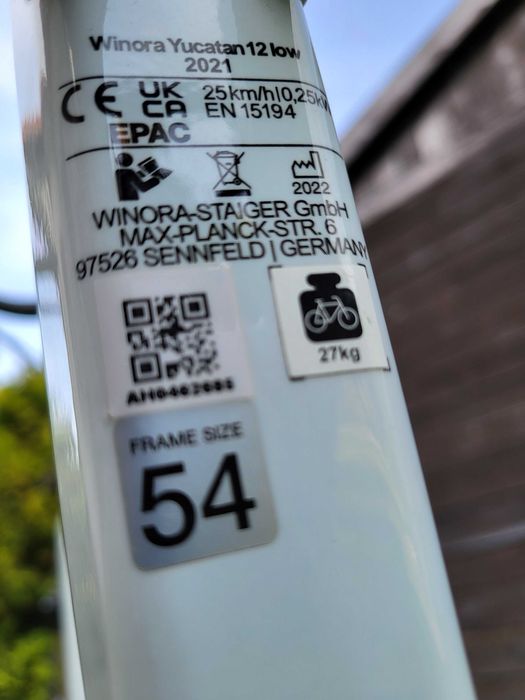 Winora Yucatan 12 low
2021
CE UK CA 25km/h|0,25kW
EN 15194
EPAC
2022
WINORA-STAIGER GmbH
MAX-PLANCK-STR. 6
97526 SENNFELD | GERMANY
27kg
FRAME SIZE
54